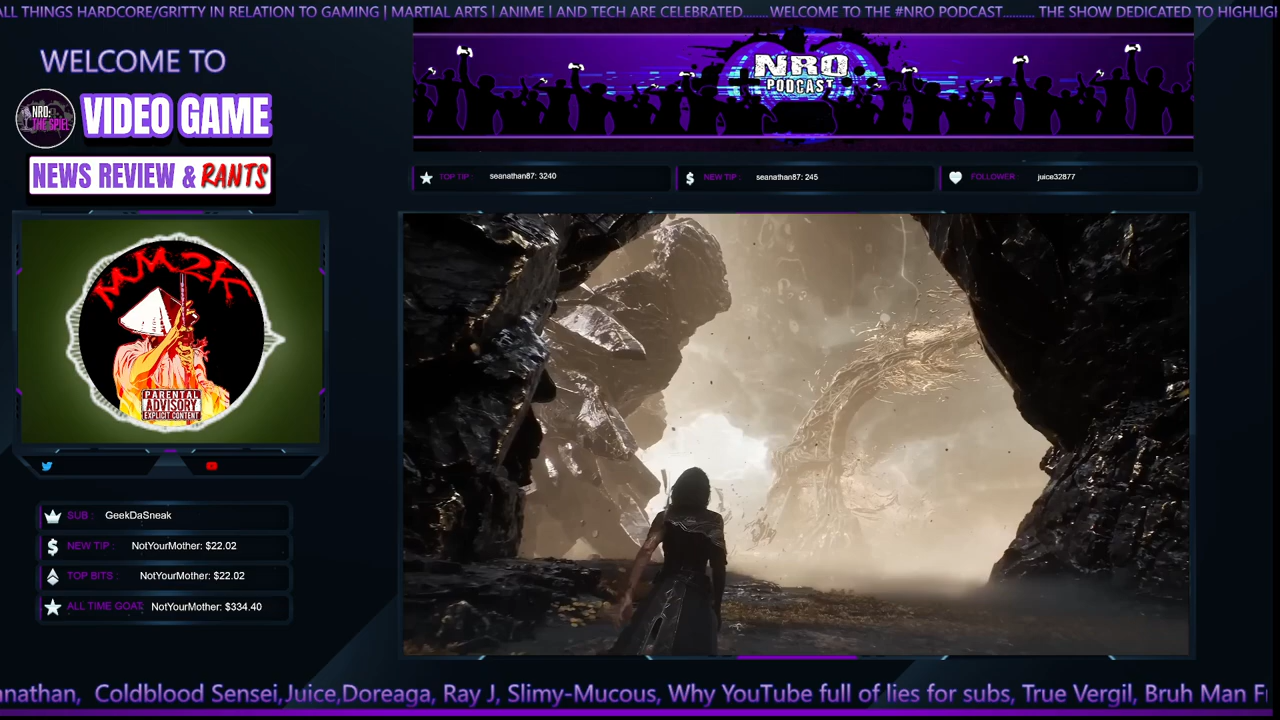 ALL THINGS HARDCORE/GRITTY IN RELATION TO GAMING | MARTIAL ARTS | ANIME | AND TECH ARE CELEBRATED........WELCOME TO THE #NRO PODCAST......... THE SHOW DEDICATED TO HIGHLIG
WELCOME TO
NRO:
THE SPIEL
VIDEO GAME
NEWS REVIEW & RANTS
NRO
PODCAST
TOP TIP : seanathan87: 3240
NEW TIP : seanathan87: 245
FOLLOWER : juice32877
MM2K
PARENTAL
ADVISORY
EXPLICIT CONTENT
SUB : GeekDaSneak
NEW TIP : NotYourMother: $22.02
TOP BITS : NotYourMother: $22.02
ALL TIME GOAT: NotYourMother: $334.40
nnathan, Coldblood Sensei,Juice,Doreaga, Ray J, Slimy-Mucous, Why YouTube full of lies for subs, True Vergil, Bruh Man F